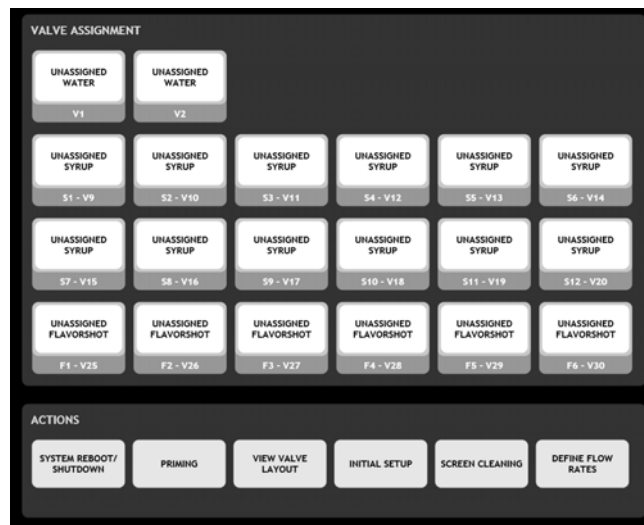 VALVE ASSIGNMENT
UNASSIGNED
WATER
UNASSIGNED
WATER
V1
V2
UNASSIGNED
SYRUP
UNASSIGNED
SYRUP
UNASSIGNED
SYRUP
UNASSIGNED
SYRUP
UNASSIGNED
SYRUP
UNASSIGNED
SYRUP
S1 - V9
S2 - V10
S3 - V11
S4 - V12
S5 - V13
S6 - V14
UNASSIGNED
SYRUP
UNASSIGNED
SYRUP
UNASSIGNED
SYRUP
UNASSIGNED
SYRUP
UNASSIGNED
SYRUP
UNASSIGNED
SYRUP
S7 - V15
S8 - V16
S9 - V17
S10 - V18
S11 - V19
S12 - V20
UNASSIGNED
FLAVORSHOT
UNASSIGNED
FLAVORSHOT
UNASSIGNED
FLAVORSHOT
UNASSIGNED
FLAVORSHOT
UNASSIGNED
FLAVORSHOT
UNASSIGNED
FLAVORSHOT
F1 - V25
F2 - V26
F3 - V27
F4 - V28
F5 - V29
F6 - V30
ACTIONS
SYSTEM REBOOT/
SHUTDOWN
PRIMING
VIEW VALVE
LAYOUT
INITIAL SETUP
SCREEN CLEANING
DEFINE FLOW
RATES